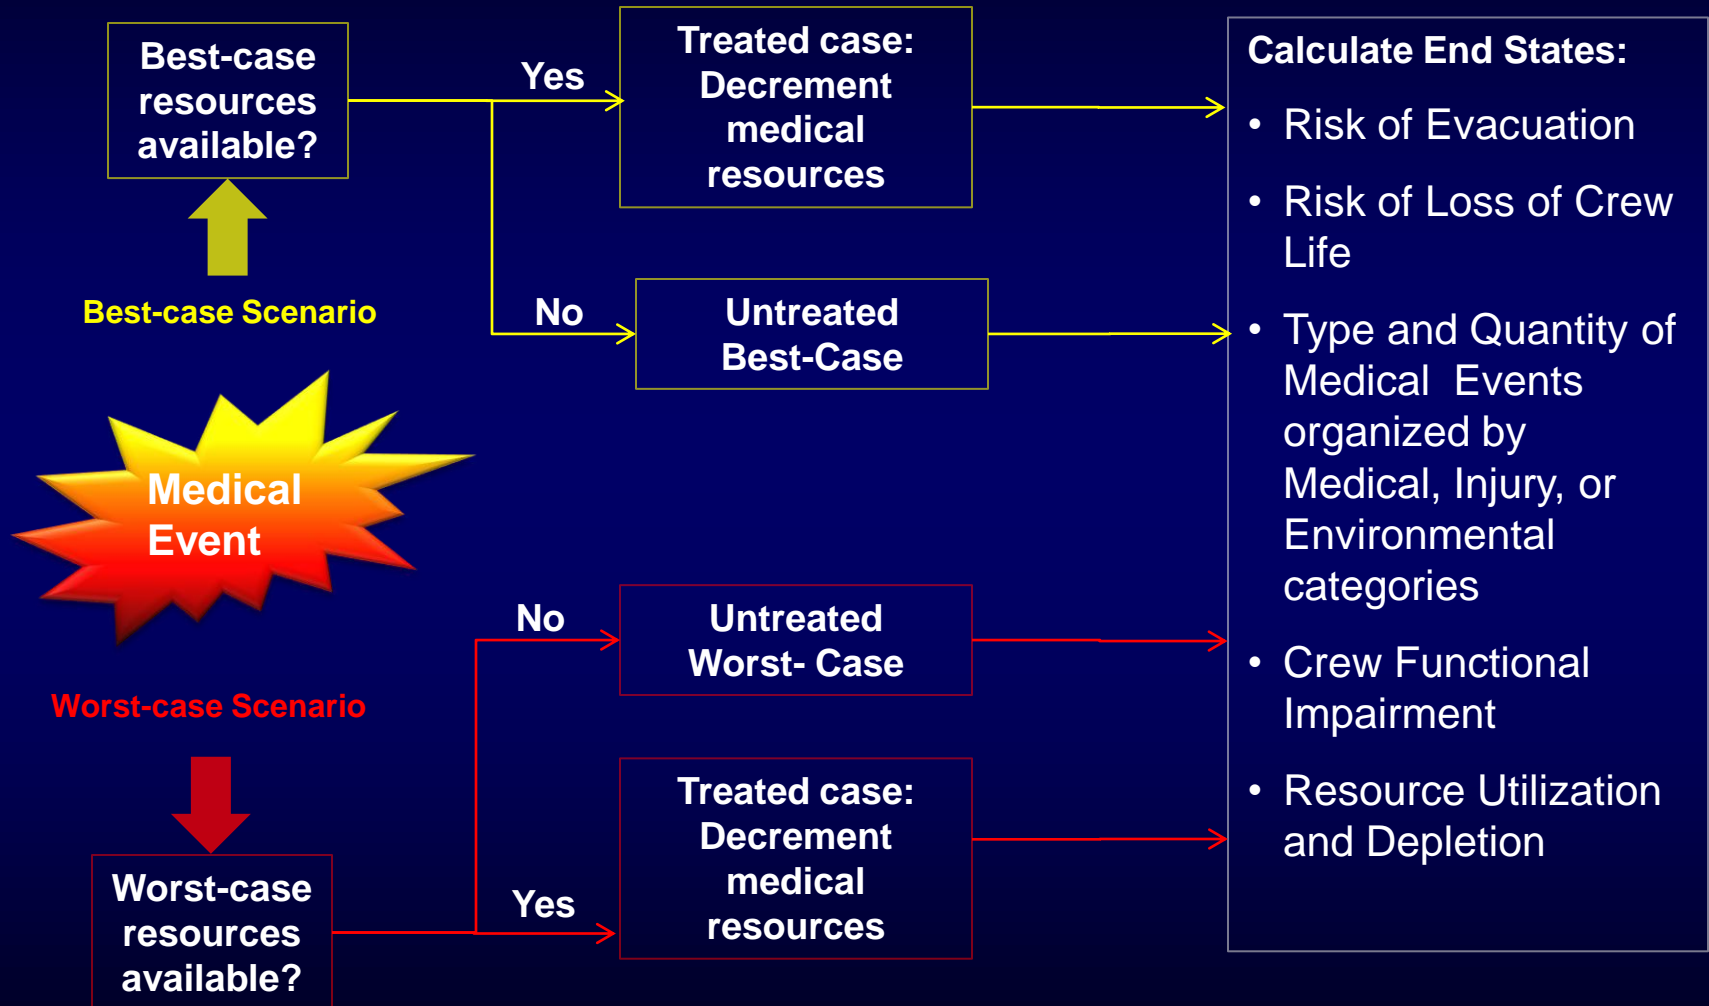 Best-case
resources
available?
Yes
Treated case:
Decrement
medical
resources
Best-case Scenario
No
Untreated
Best-Case
Medical
Event
No
Untreated
Worst- Case
Worst-case Scenario
Worst-case
resources
available?
Yes
Treated case:
Decrement
medical
resources
Calculate End States:
• Risk of Evacuation
• Risk of Loss of Crew
Life
• Type and Quantity of
Medical  Events
organized by
Medical, Injury, or
Environmental
categories
• Crew Functional
Impairment
• Resource Utilization
and Depletion